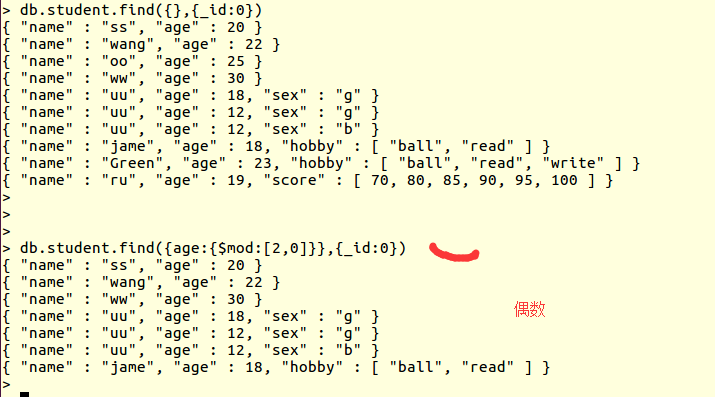 > db.student.find({},{_id:0})
{ "name" : "ss", "age" : 20 }
{ "name" : "wang", "age" : 22 }
{ "name" : "oo", "age" : 25 }
{ "name" : "ww", "age" : 30 }
{ "name" : "uu", "age" : 18, "sex" : "g" }
{ "name" : "uu", "age" : 12, "sex" : "g" }
{ "name" : "uu", "age" : 12, "sex" : "b" }
{ "name" : "jame", "age" : 18, "hobby" : [ "ball", "read" ] }
{ "name" : "Green", "age" : 23, "hobby" : [ "ball", "read", "write" ] }
{ "name" : "ru", "age" : 19, "score" : [ 70, 80, 85, 90, 95, 100 ] }
>
>
> db.student.find({age:{$mod:[2,0]}},{_id:0})
{ "name" : "ss", "age" : 20 }
{ "name" : "wang", "age" : 22 }
{ "name" : "ww", "age" : 30 }
{ "name" : "uu", "age" : 18, "sex" : "g" }
偶数
{ "name" : "uu", "age" : 12, "sex" : "g" }
{ "name" : "uu", "age" : 12, "sex" : "b" }
{ "name" : "jame", "age" : 18, "hobby" : [ "ball", "read" ] }
>